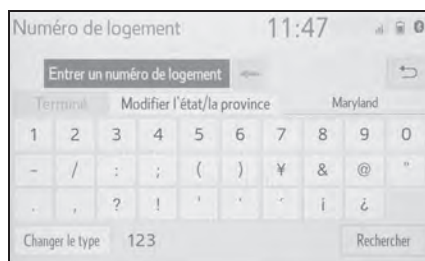 Numéro de logement 11:47
Entrer un numéro de logement
Terminé Modifier l'état/la province Maryland
1 2 3 4 5 6 7 8 9 0
- / : ; ( ) ¥ & @ °
. , ? ! ¡ ¿
Changer le type 123 Rechercher